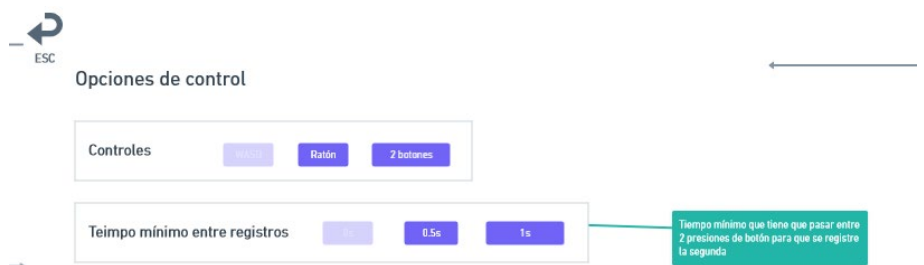 ESC
Opciones de control
Controles WASD Ratón 2 botones
Teimpo mínimo entre registros 0s 0.5s 1s
Tiempo mínimo que tiene que pasar entre
2 presiones de botón para que se registre
la segunda